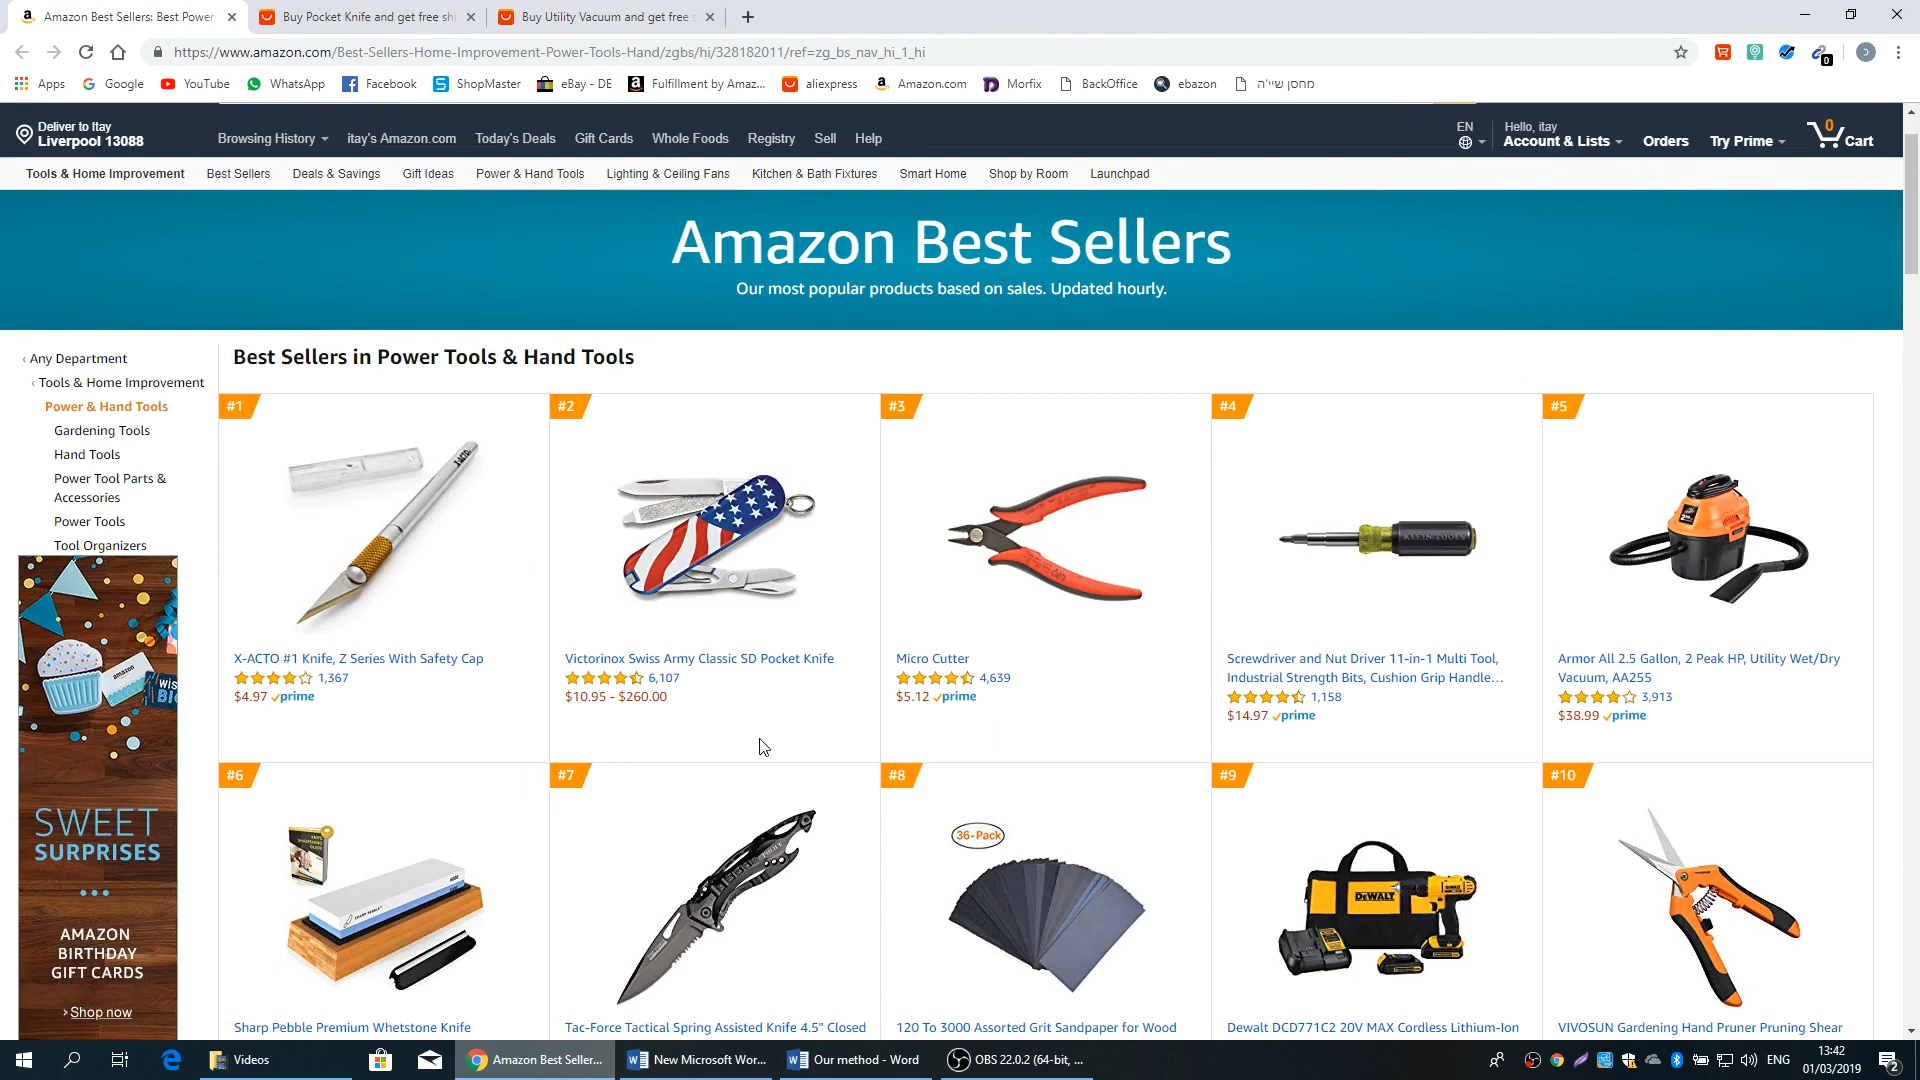 Amazon Best Sellers: Best Power
Buy Pocket Knife and get free shi
Buy Utility Vacuum and get free s
https://www.amazon.com/Best-Sellers-Home-Improvement-Power-Tools-Hand/zgbs/hi/328182011/ref=zg_bs_nav_hi_1_hi
0
Apps
Google
YouTube
WhatsApp
Facebook
ShopMaster
eBay - DE
Fulfillment by Amaz...
aliexpress
Amazon.com
Morfix
BackOffice
ebazon
מחסן שיי'ה
Deliver to Itay
Liverpool 13088
Browsing History
itay's Amazon.com
Today's Deals
Gift Cards
Whole Foods
Registry
Sell
Help
EN
Hello, itay
Account & Lists
Orders
Try Prime
0
Cart
Tools & Home Improvement
Best Sellers
Deals & Savings
Gift Ideas
Power & Hand Tools
Lighting & Ceiling Fans
Kitchen & Bath Fixtures
Smart Home
Shop by Room
Launchpad
Amazon Best Sellers
Our most popular products based on sales. Updated hourly.
‹ Any Department
‹ Tools & Home Improvement
Power & Hand Tools
Gardening Tools
Hand Tools
Power Tool Parts &
Accessories
Power Tools
Tool Organizers
amazon
SWEET
SURPRISES
AMAZON
BIRTHDAY
GIFT CARDS
› Shop now
Best Sellers in Power Tools & Hand Tools
#1
X-ACTO
X-ACTO #1 Knife, Z Series With Safety Cap
1,367
$4.97 prime
#2
Victorinox Swiss Army Classic SD Pocket Knife
6,107
$10.95 - $260.00
#3
Micro Cutter
4,639
$5.12 prime
#4
KLEIN TOOLS
Screwdriver and Nut Driver 11-in-1 Multi Tool,
Industrial Strength Bits, Cushion Grip Handle…
1,158
$14.97 prime
#5
Armor All 2.5 Gallon, 2 Peak HP, Utility Wet/Dry
Vacuum, AA255
3,913
$38.99 prime
#6
SHARP PEBBLE
Sharp Pebble Premium Whetstone Knife
#7
Tac-Force Tactical Spring Assisted Knife 4.5" Closed
#8
36-Pack
120 To 3000 Assorted Grit Sandpaper for Wood
#9
DEWALT
Dewalt DCD771C2 20V MAX Cordless Lithium-Ion
#10
VIVOSUN Gardening Hand Pruner Pruning Shear
Videos
Amazon Best Seller...
New Microsoft Wor...
Our method - Word
OBS 22.0.2 (64-bit, ...
ENG
13:42
01/03/2019
2